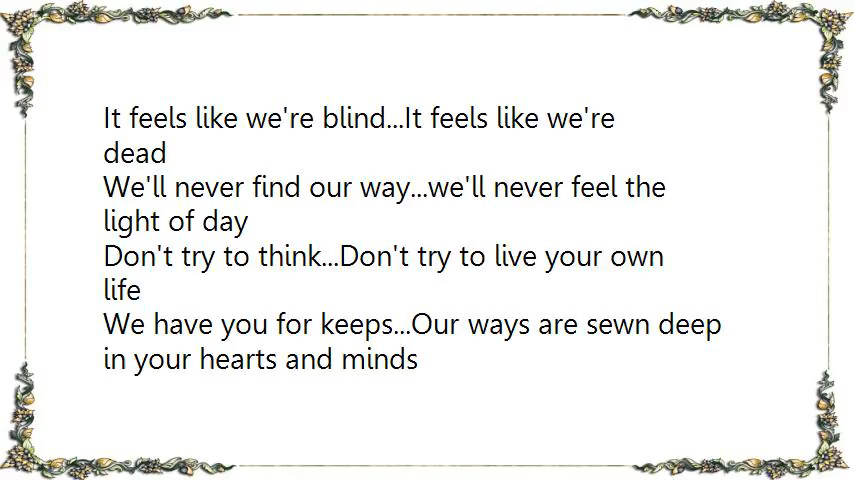 It feels like we're blind...It feels like we're
dead
We'll never find our way...we'll never feel the
light of day
Don't try to think...Don't try to live your own
life
We have you for keeps...Our ways are sewn deep
in your hearts and minds